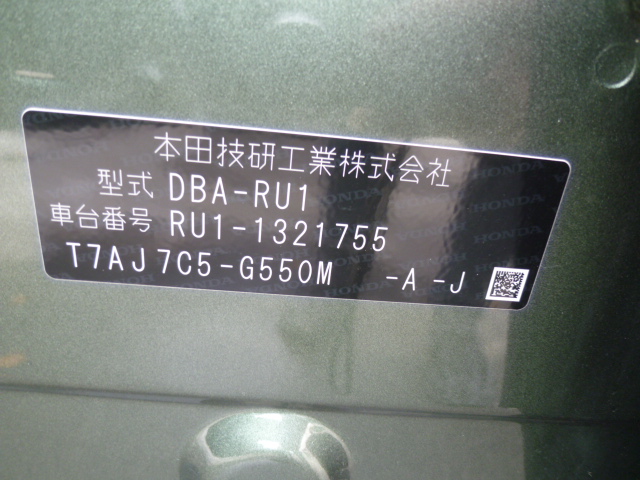 本田技研工業株式会社
型式 DBA-RU1
車台番号 RU1-1321755
T7AJ7C5-G550M -A -J